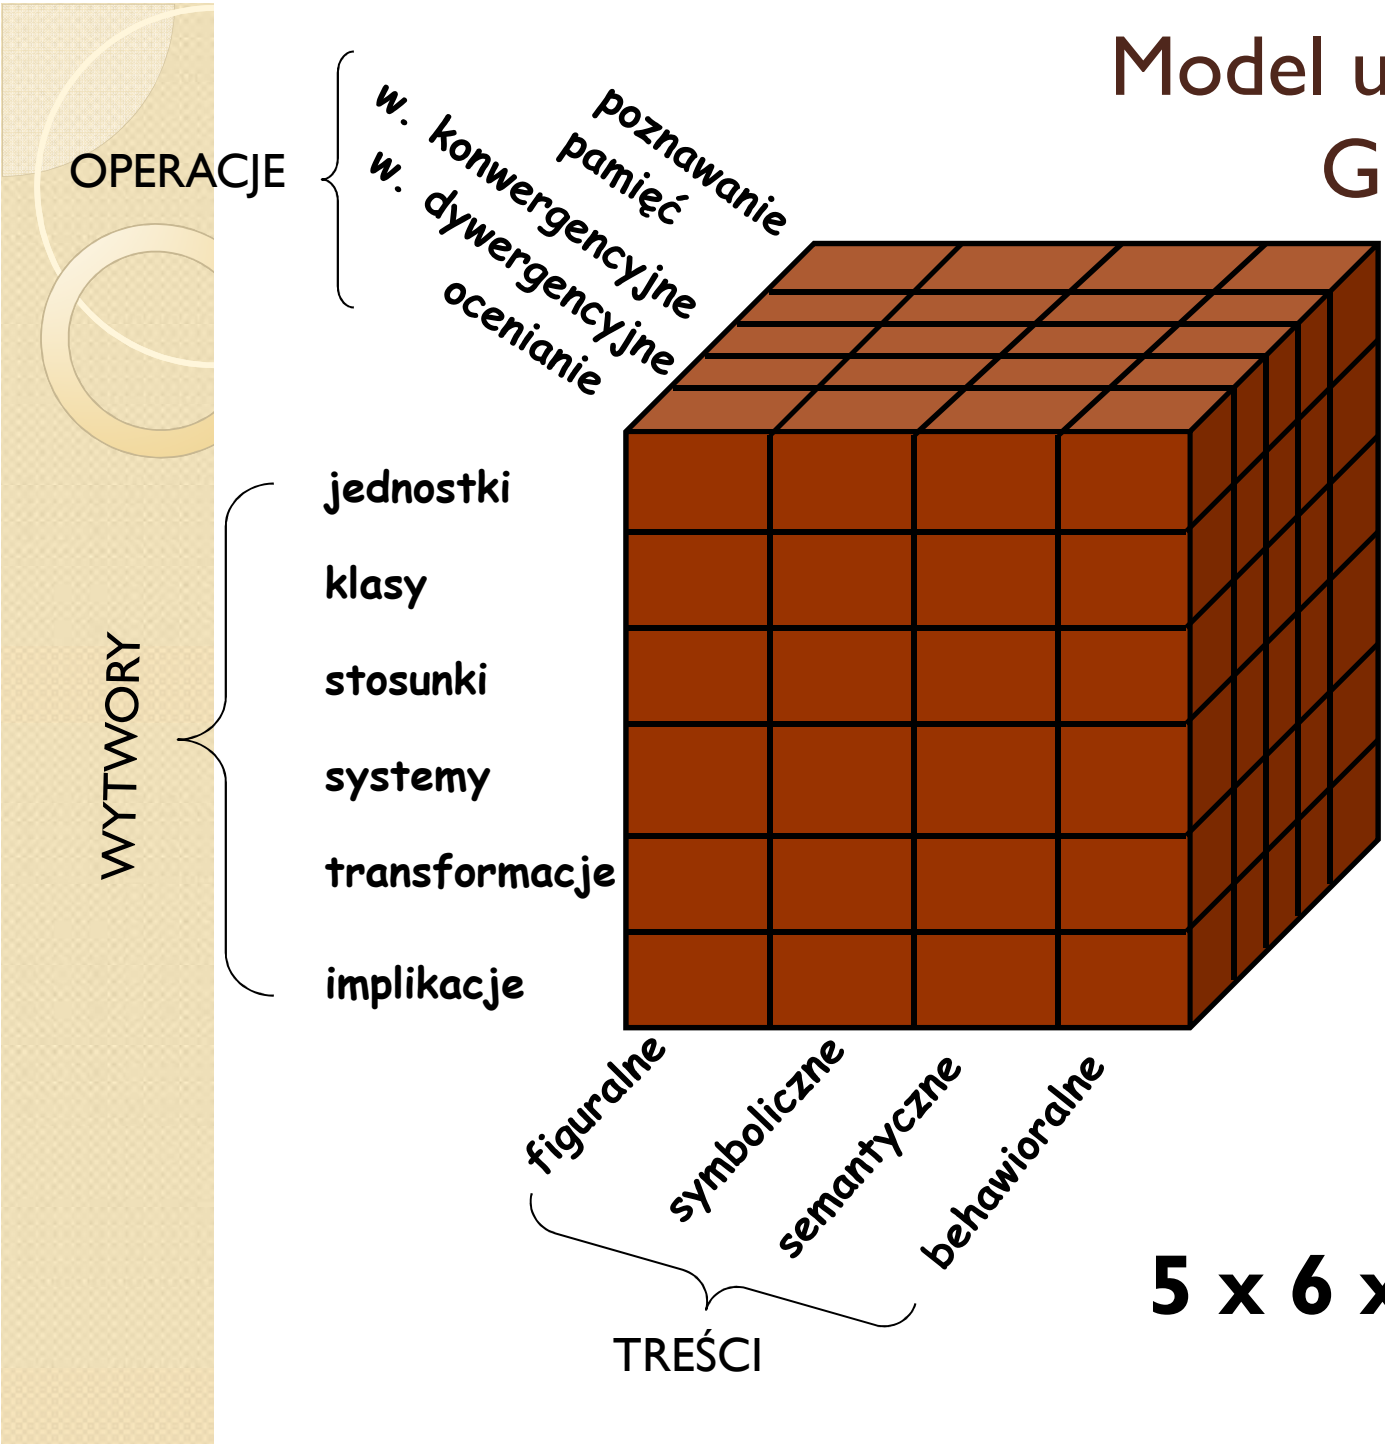 Model u
G
OPERACJE
poznawanie
pamięć
w. konwergencyjne
w. dywergencyjne
ocenianie
WYTWORY
jednostki
klasy
stosunki
systemy
transformacje
implikacje
figuralne
symboliczne
semantyczne
behawioralne
TREŚCI
5 x 6 x